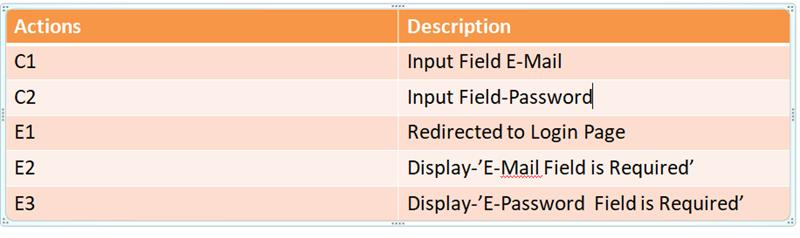 Actions Description
C1 Input Field E-Mail
C2 Input Field-Password
E1 Redirected to Login Page
E2 Display-’E-Mail Field is Required’
E3 Display-’E-Password  Field is Required’